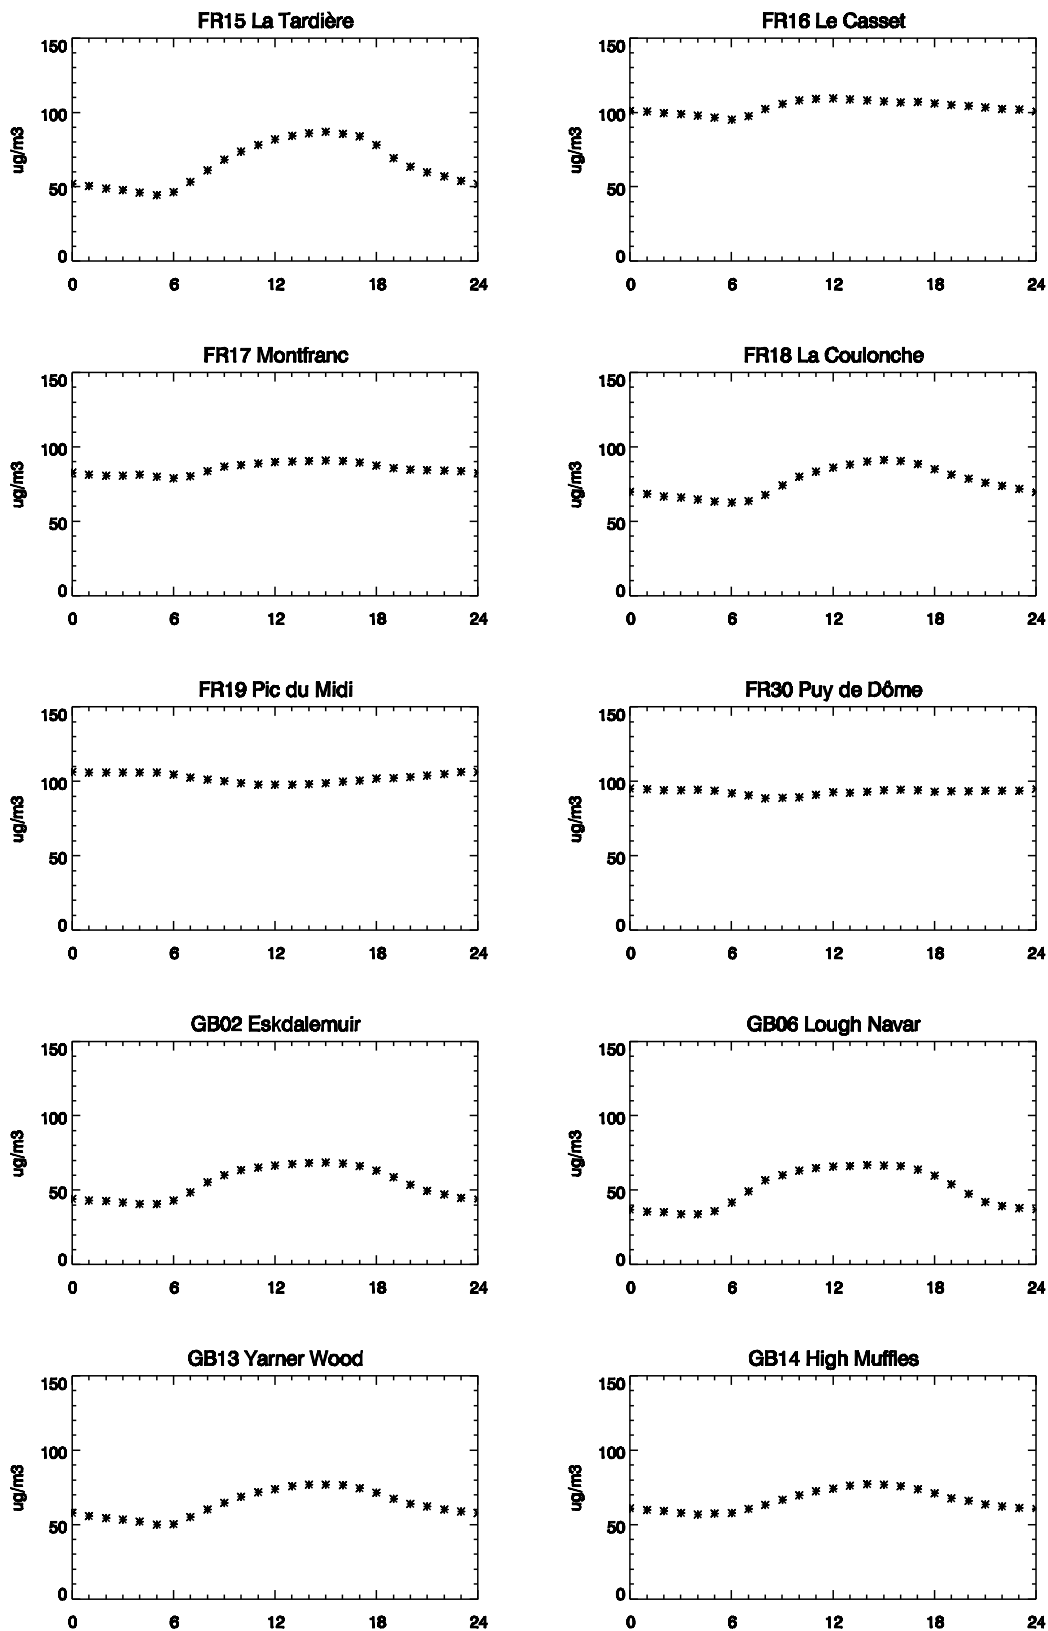 FR15 La Tardière
150
100
50
0
ug/m3
0 6 12 18 24
FR16 Le Casset
150
100
50
0
ug/m3
0 6 12 18 24
FR17 Montfranc
150
100
50
0
ug/m3
0 6 12 18 24
FR18 La Coulonche
150
100
50
0
ug/m3
0 6 12 18 24
FR19 Pic du Midi
150
100
50
0
ug/m3
0 6 12 18 24
FR30 Puy de Dôme
150
100
50
0
ug/m3
0 6 12 18 24
GB02 Eskdalemuir
150
100
50
0
ug/m3
0 6 12 18 24
GB06 Lough Navar
150
100
50
0
ug/m3
0 6 12 18 24
GB13 Yarner Wood
150
100
50
0
ug/m3
0 6 12 18 24
GB14 High Muffles
150
100
50
0
ug/m3
0 6 12 18 24